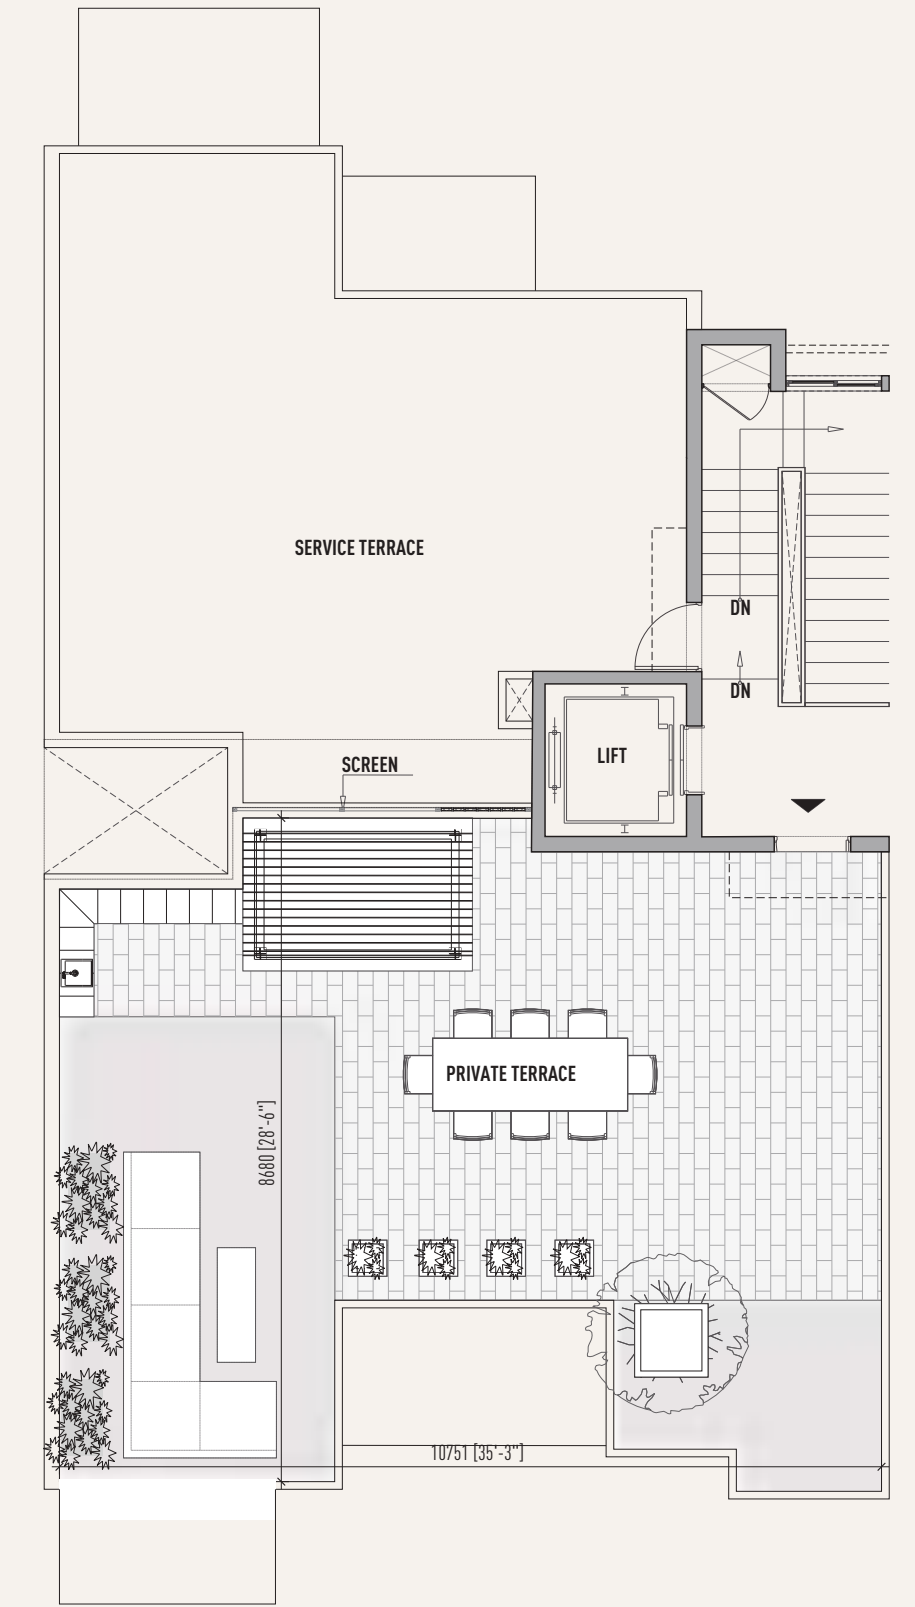 SERVICE TERRACE
DN
DN
LIFT
SCREEN
PRIVATE TERRACE
8680 [28'-6"]
10751 [35'-3"]